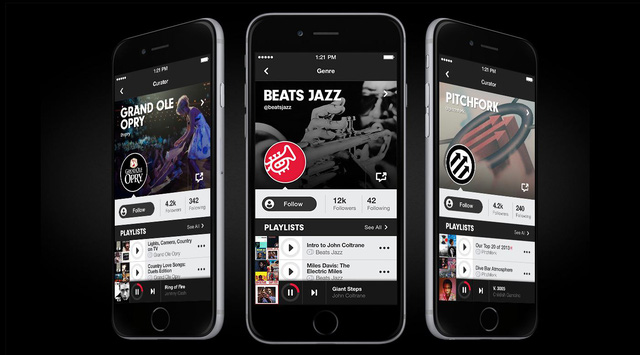 1:21 PM
Curator
GRAND OLE
OPRY
@opry
GRAND OLE
OPRY
Follow
4.2k
Followers
342
Following
PLAYLISTS
See All
Lights, Camera, Country
on TV
Grand Ole Opry
Country Love Songs:
Duets Edition
Grand Ole Opry
Ring of Fire
Johnny Cash
1:21 PM
Genre
BEATS JAZZ
@beatsjazz
Follow
12k
Followers
42
Following
PLAYLISTS
See All
Intro to John Coltrane
Beats Jazz
Miles Davis: The
Electric Miles
Beats Jazz
Giant Steps
John Coltrane
1:21 PM
Curator
PITCHFORK
Follow
4.2k
Followers
240
Following
PLAYLISTS
See All
Our Top 20 of 2013
Pitchfork
Dive Bar Atmosphere
Pitchfork